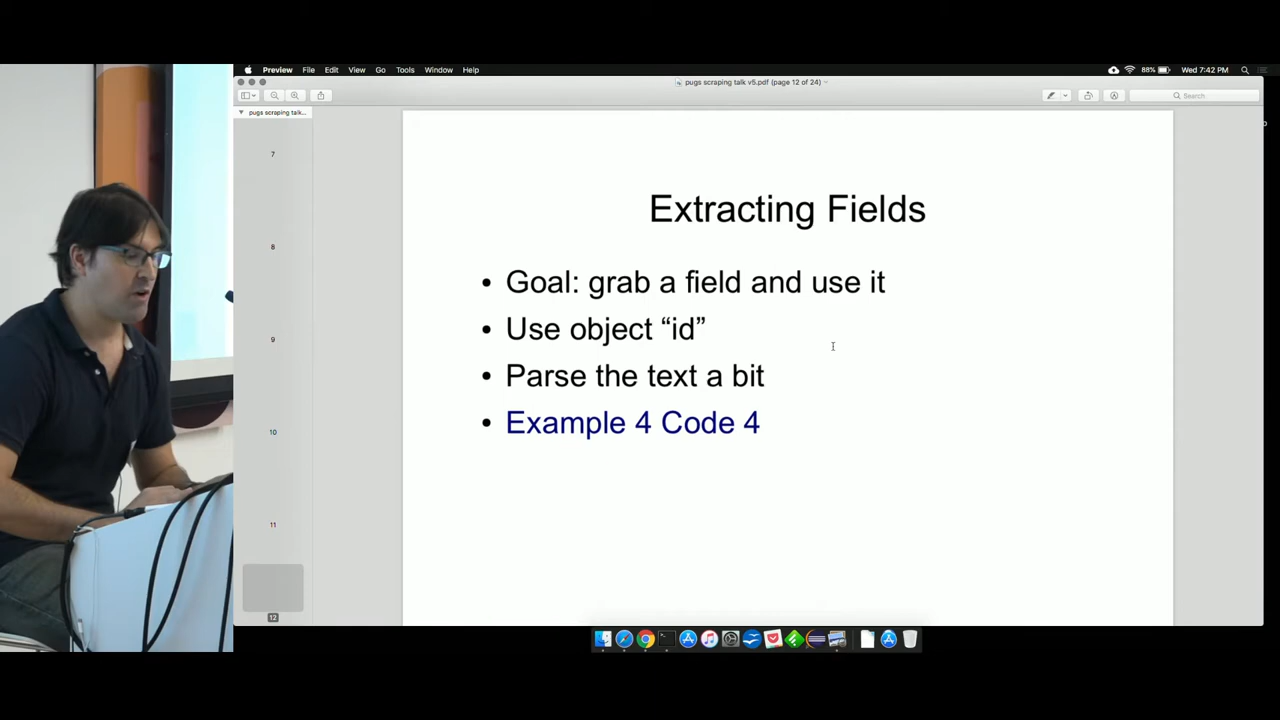 Preview File Edit View Go Tools Window Help 88% Wed 7:42 PM
pugs scraping talk v5.pdf (page 12 of 24)
Search
pugs scraping talk...
7
8
9
10
11
12
Extracting Fields
• Goal: grab a field and use it
• Use object “id”
• Parse the text a bit
• Example 4 Code 4